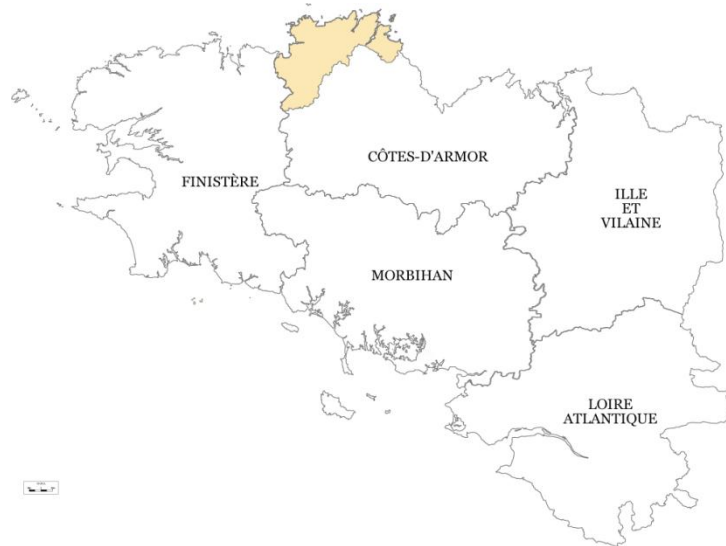 CÔTES-D'ARMOR
FINISTÈRE
ILLE
ET
VILAINE
MORBIHAN
LOIRE
ATLANTIQUE